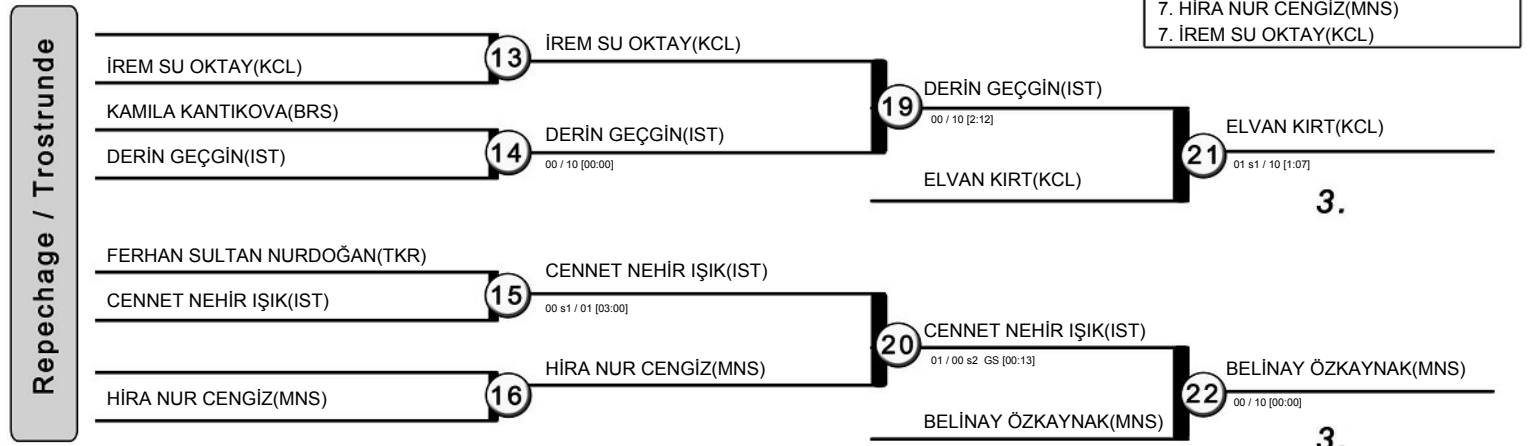 Repechage / Trostrunde
7. HİRA NUR CENGİZ(MNS)
7. İREM SU OKTAY(KCL)
İREM SU OKTAY(KCL)
13
İREM SU OKTAY(KCL)
KAMILA KANTIKOVA(BRS)
DERİN GEÇGİN(IST)
14
DERİN GEÇGİN(IST)
00 / 10 [00:00]
19
DERİN GEÇGİN(IST)
00 / 10 [2:12]
ELVAN KIRT(KCL)
21
ELVAN KIRT(KCL)
01 s1 / 10 [1:07]
3.
FERHAN SULTAN NURDOĞAN(TKR)
CENNET NEHİR IŞIK(IST)
15
CENNET NEHİR IŞIK(IST)
00 s1 / 01 [03:00]
HİRA NUR CENGİZ(MNS)
16
HİRA NUR CENGİZ(MNS)
20
CENNET NEHİR IŞIK(IST)
01 / 00 s2 GS [00:13]
BELİNAY ÖZKAYNAK(MNS)
22
BELİNAY ÖZKAYNAK(MNS)
00 / 10 [00:00]
3.